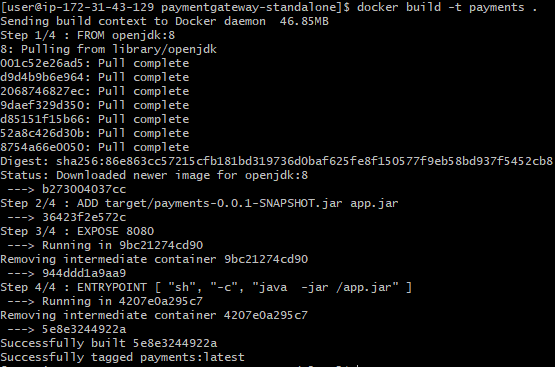 [user@ip-172-31-43-129 paymentgateway-standalone]$ docker build -t payments .
Sending build context to Docker daemon  46.85MB
Step 1/4 : FROM openjdk:8
8: Pulling from library/openjdk
001c52e26ad5: Pull complete
d9d4b9b6e964: Pull complete
2068746827ec: Pull complete
9daef329d350: Pull complete
d85151f15b66: Pull complete
52a8c426d30b: Pull complete
8754a66e0050: Pull complete
Digest: sha256:86e863cc57215cfb181bd319736d0baf625fe8f150577f9eb58bd937f5452cb8
Status: Downloaded newer image for openjdk:8
 ---> b273004037cc
Step 2/4 : ADD target/payments-0.0.1-SNAPSHOT.jar app.jar
 ---> 36423f2e572c
Step 3/4 : EXPOSE 8080
 ---> Running in 9bc21274cd90
Removing intermediate container 9bc21274cd90
 ---> 944ddd1a9aa9
Step 4/4 : ENTRYPOINT [ "sh", "-c", "java  -jar /app.jar" ]
 ---> Running in 4207e0a295c7
Removing intermediate container 4207e0a295c7
 ---> 5e8e3244922a
Successfully built 5e8e3244922a
Successfully tagged payments:latest